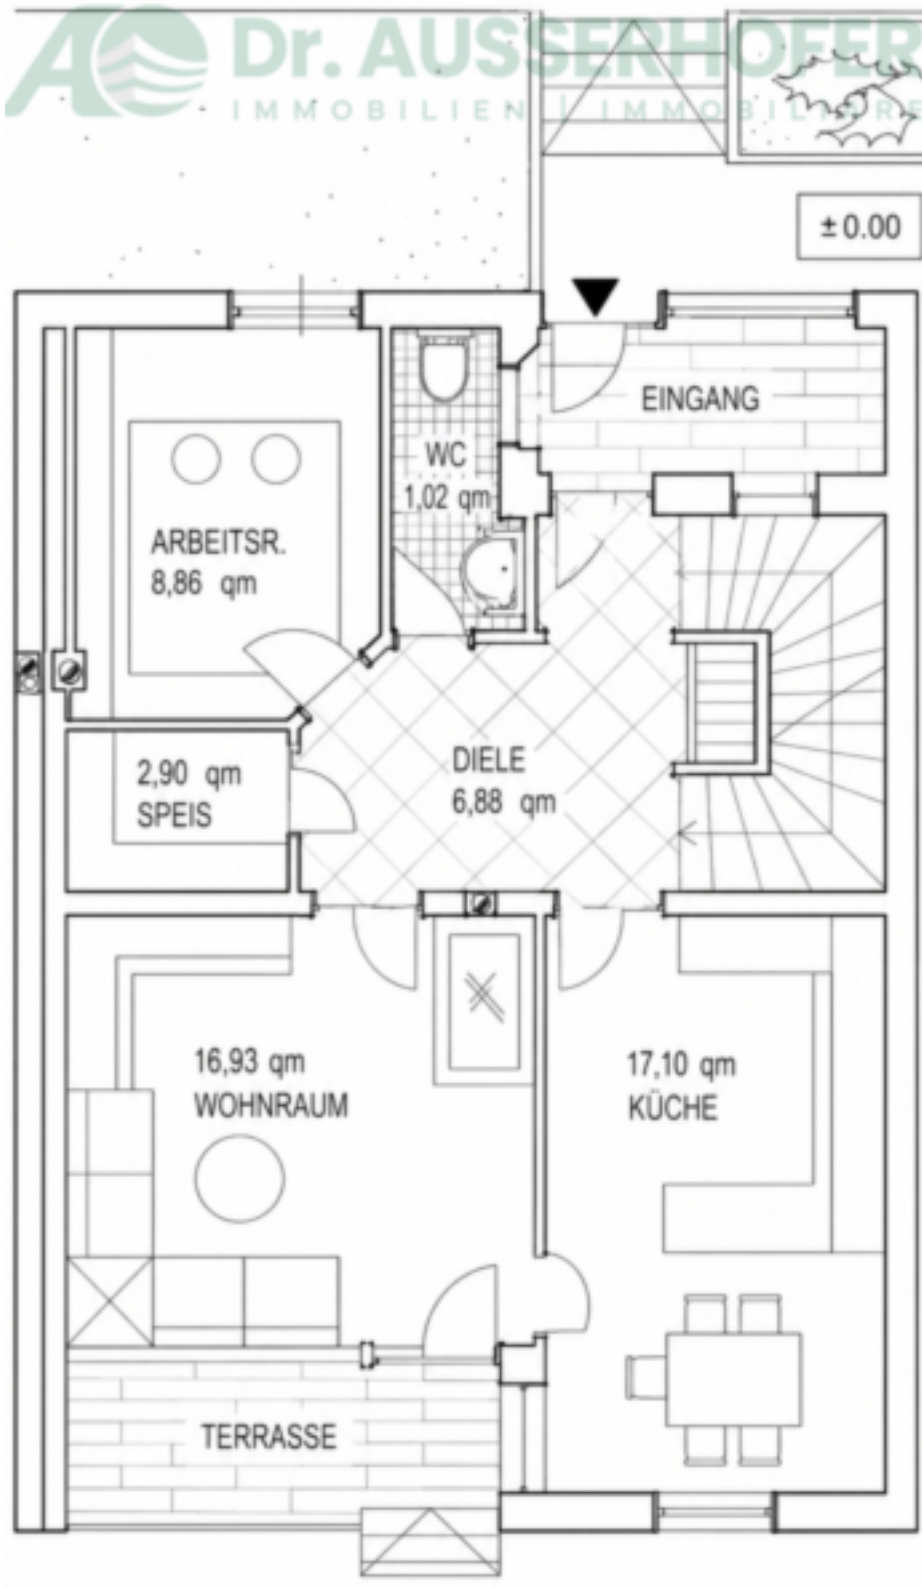 Dr. AUSSERHOFER
IMMOBILIEN | IMMOBILIARE
±0.00
EINGANG
WC
1,02 qm
ARBEITSR.
8,86 qm
2,90 qm
SPEIS
DIELE
6,88 qm
16,93 qm
WOHNRAUM
17,10 qm
KÜCHE
TERRASSE